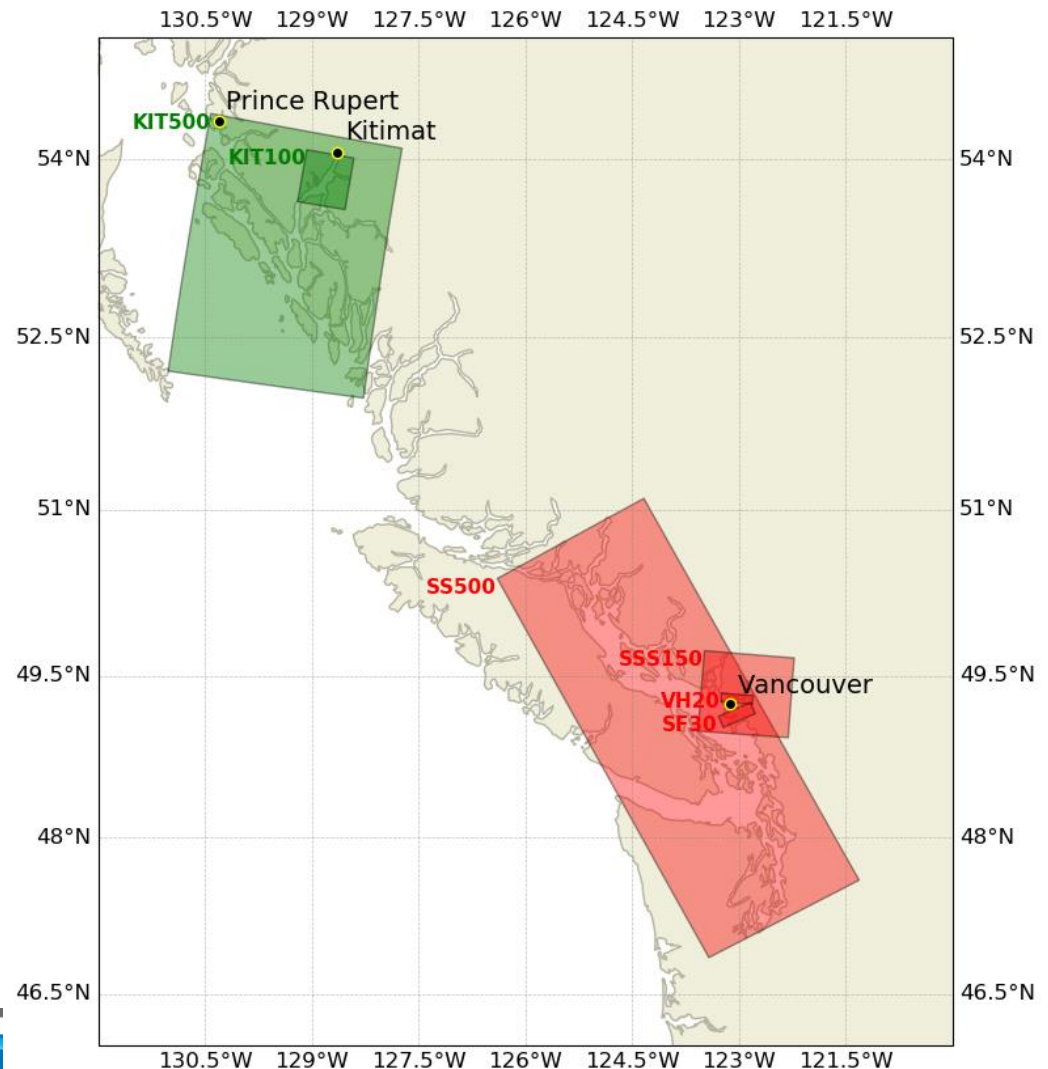 130.5°W 129°W 127.5°W 126°W 124.5°W 123°W 121.5°W
Prince Rupert
KIT500
Kitimat
KIT100
54°N 54°N
52.5°N 52.5°N
51°N 51°N
SS500
SSS150
49.5°N 49.5°N
Vancouver
VH20
SF30
48°N 48°N
46.5°N 46.5°N
130.5°W 129°W 127.5°W 126°W 124.5°W 123°W 121.5°W